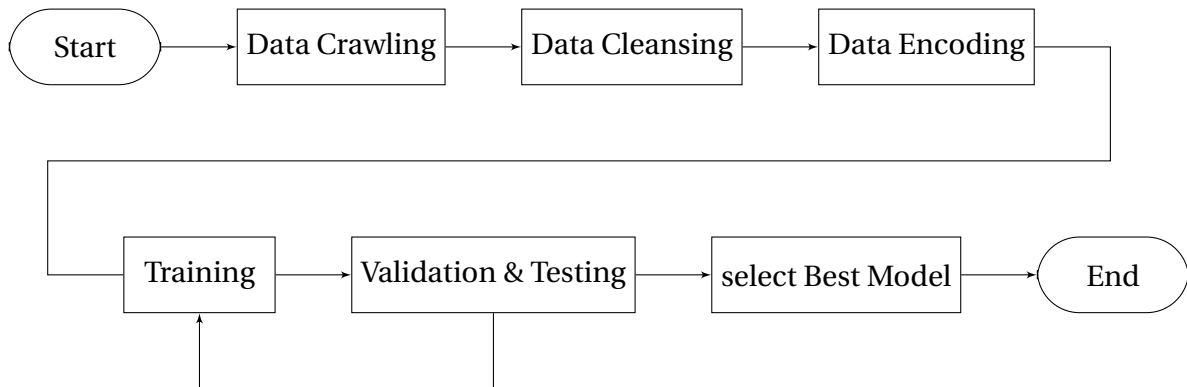 Start
Data Crawling
Data Cleansing
Data Encoding
Training
Validation & Testing
select Best Model
End